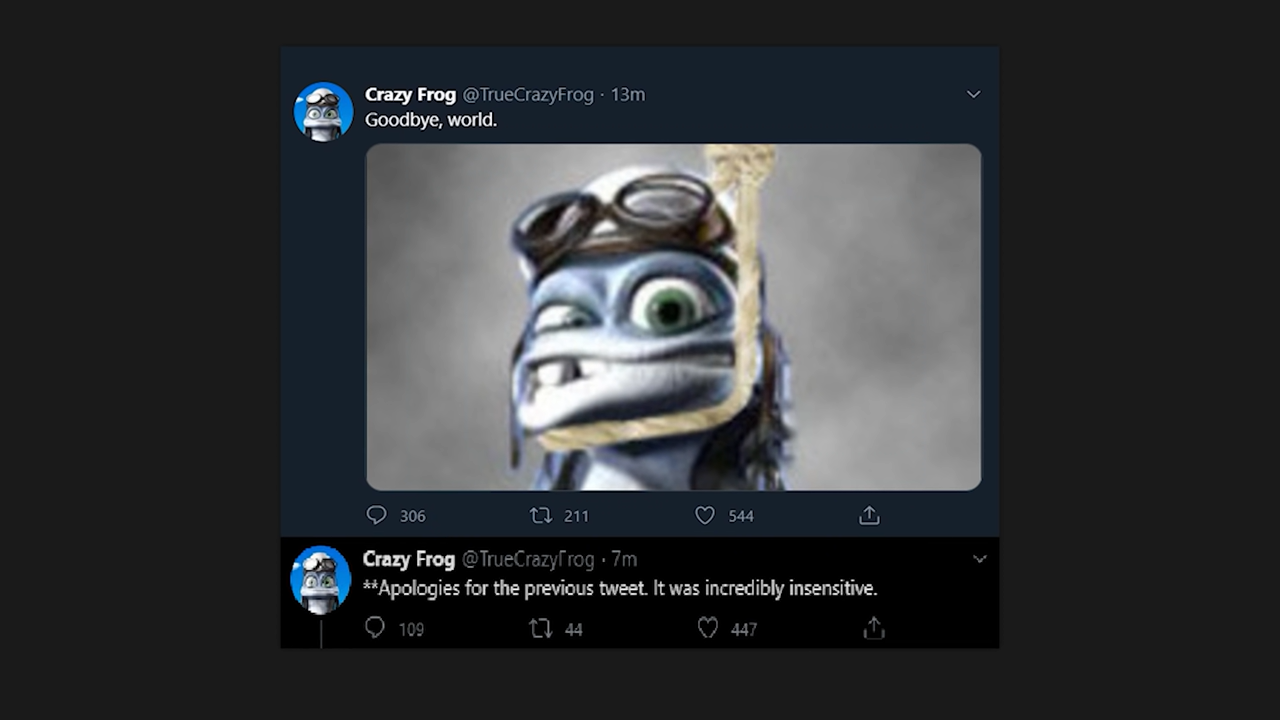 Crazy Frog @TrueCrazyFrog · 13m
Goodbye, world.
306 211 544
Crazy Frog @TrueCrazyFrog · 7m
**Apologies for the previous tweet. It was incredibly insensitive.
109 44 447